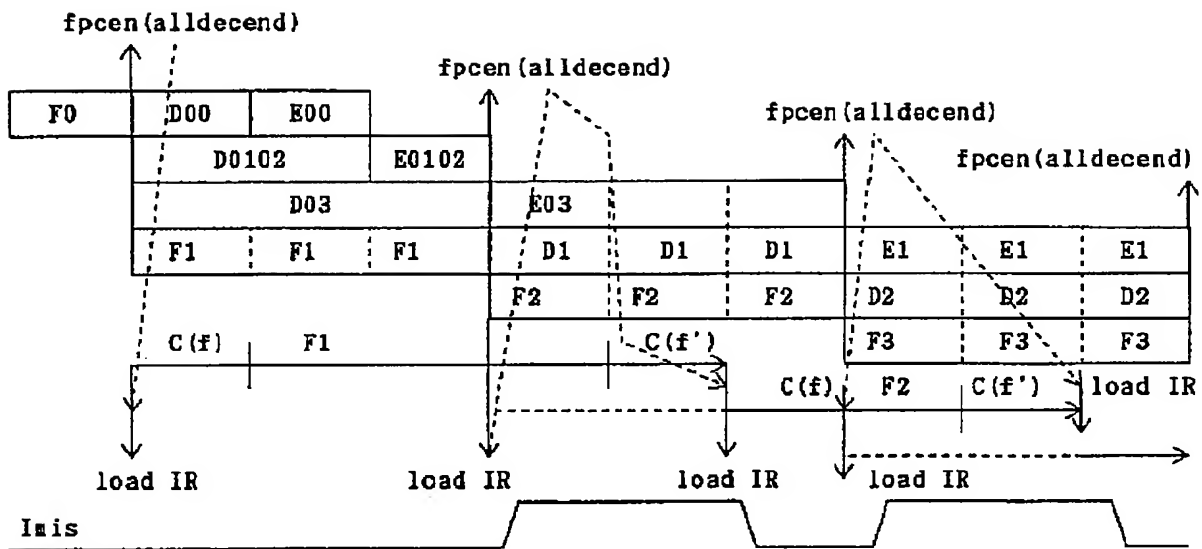 fpcen(alldecend)
fpcen(alldecend)
fpcen(alldecend)
fpcen(alldecend)
F0 D00 E00
D0102 E0102
D03 E03
F1 F1 F1 D1 D1 D1 E1 E1 E1
F2 F2 F2 D2 D2 D2
C(f) F1 C(f') F3 F3 F3
C(f) F2 C(f') load IR
load IR load IR load IR load IR
Imis